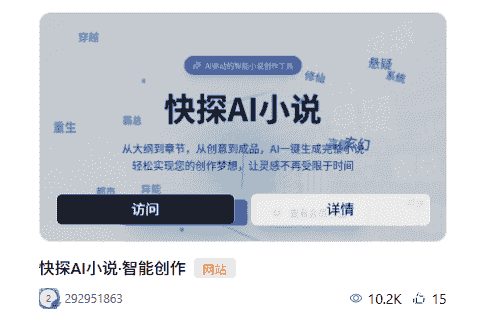 穿越
AI驱动的智能小说创作工具
悬疑
修仙
系统
快探AI小说
重生
都市
异能
从大纲到章节，从创意到成品，AI一键生成完整小说
轻松实现您的创作梦想，让灵感不再受限于时间
访问
详情
快探AI小说·智能创作
网站
292951863
10.2K
15